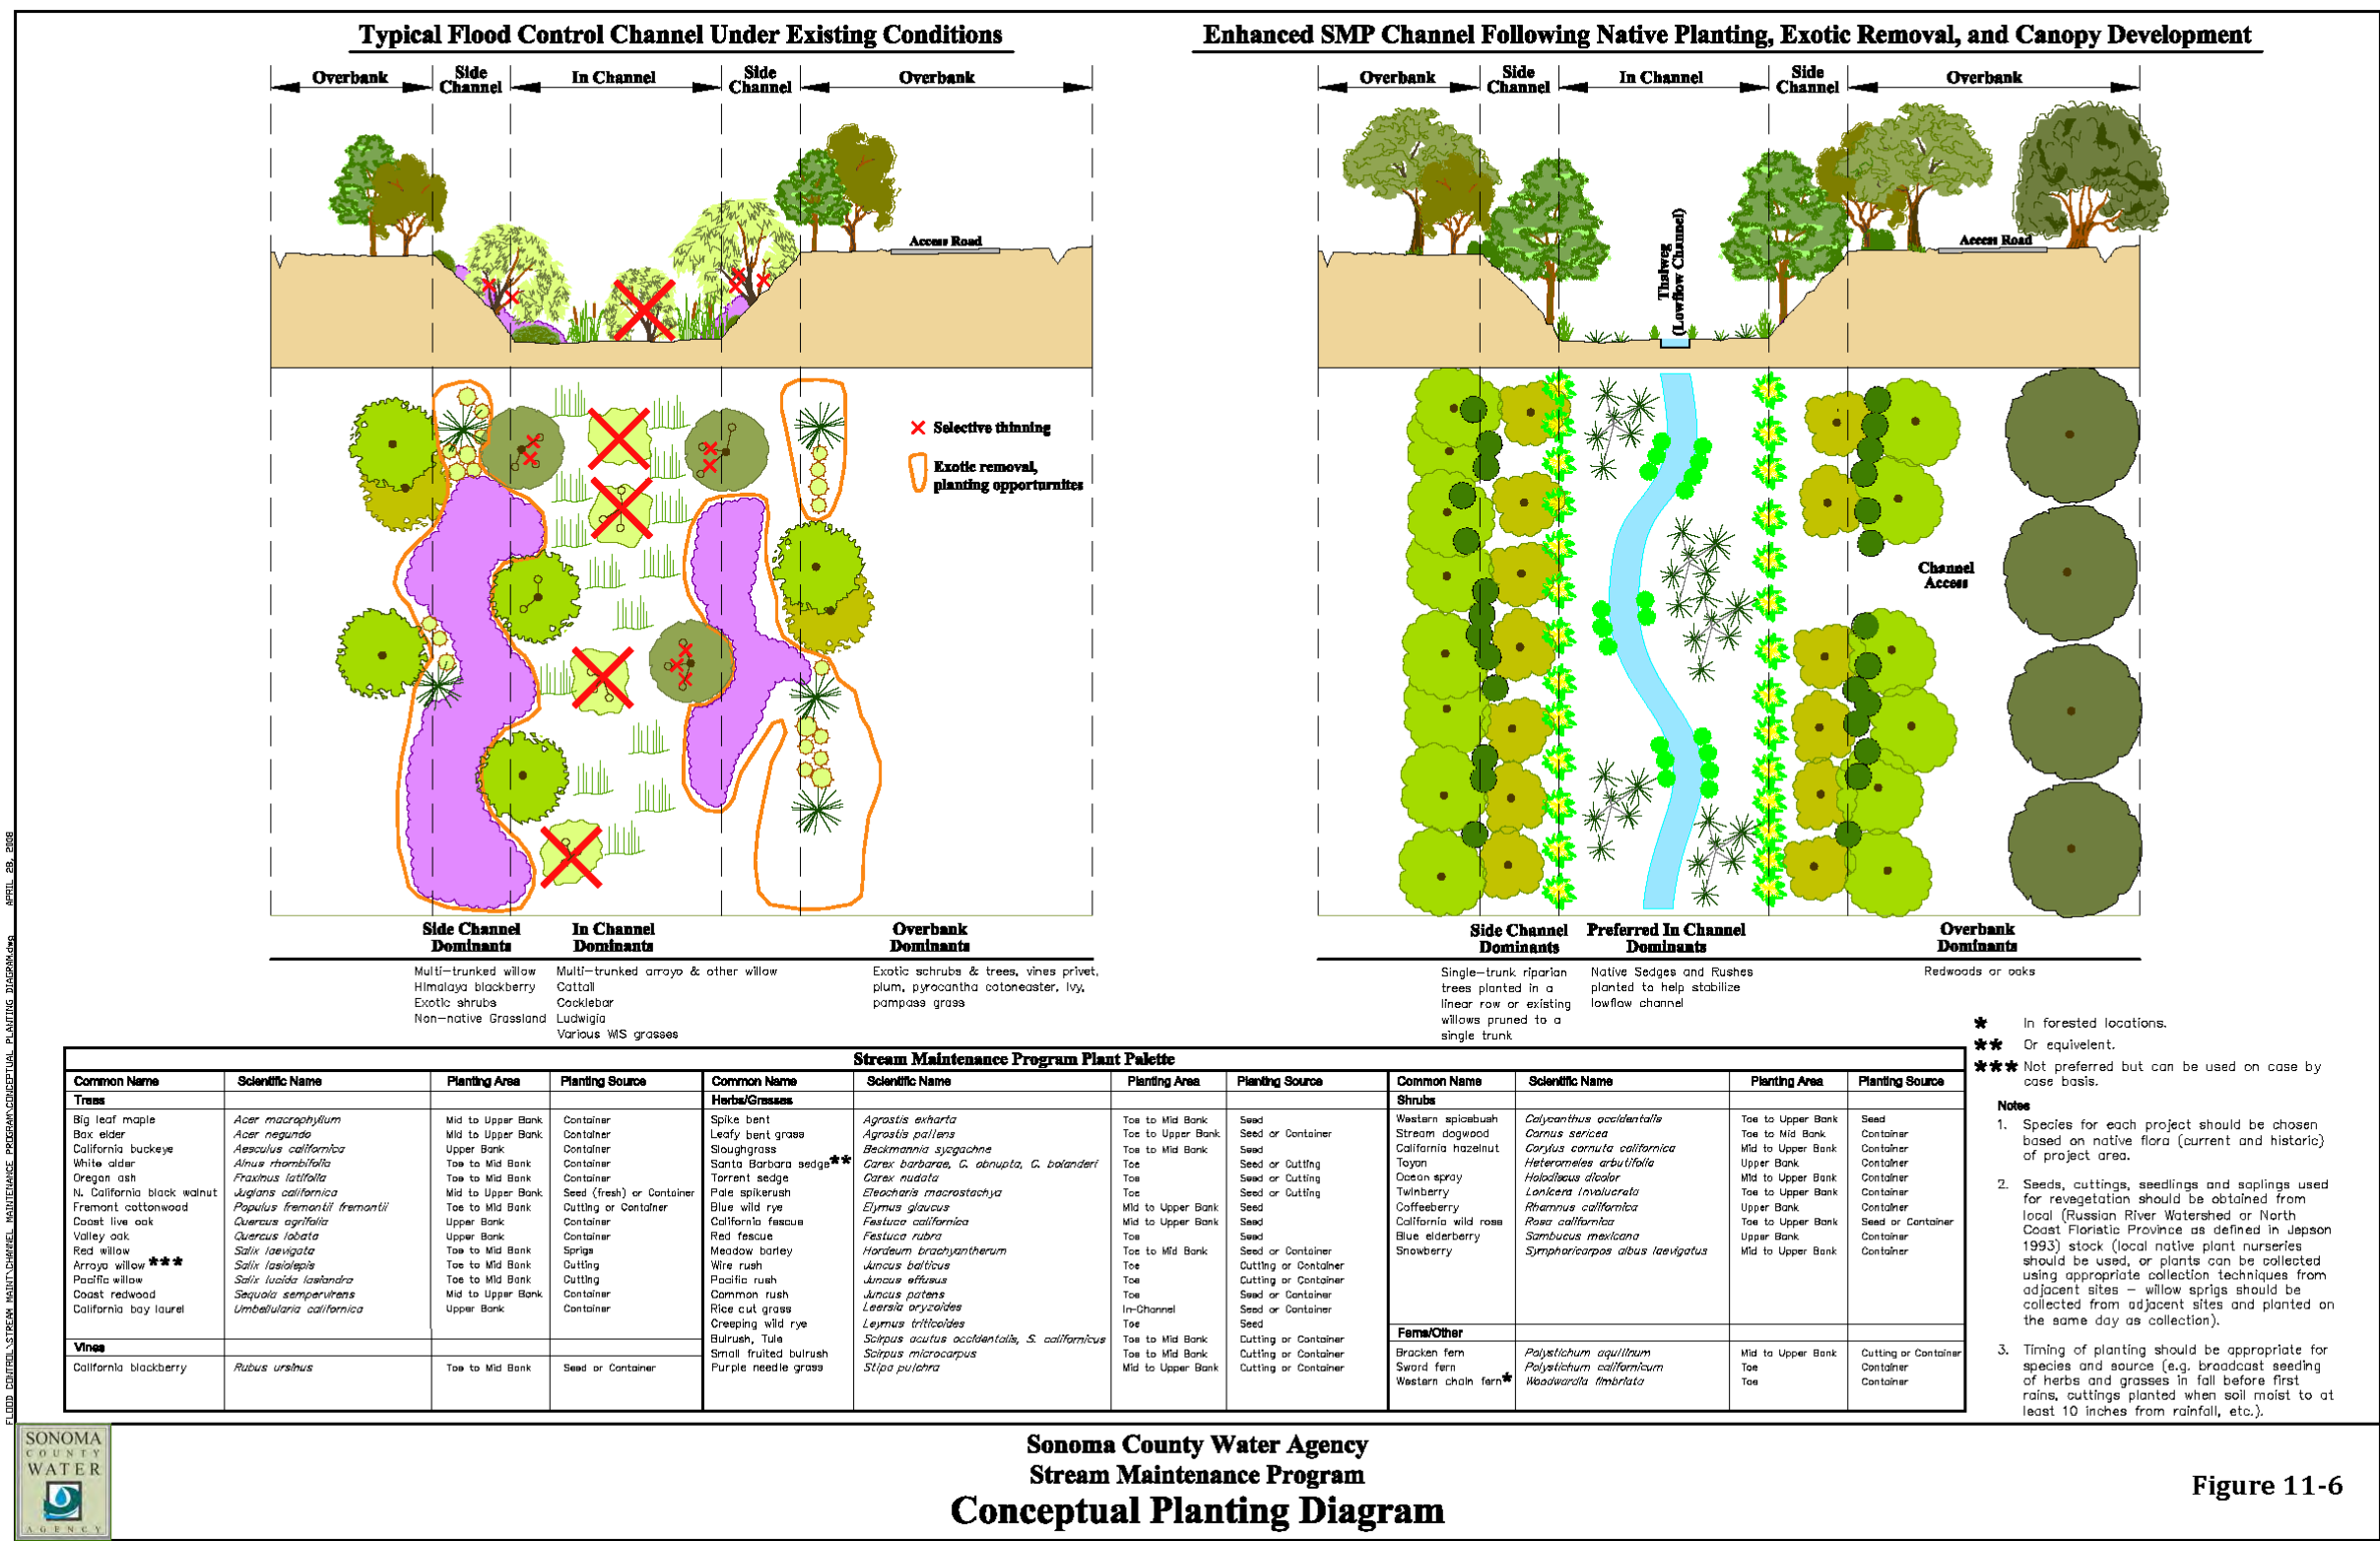 Typical Flood Control Channel Under Existing Conditions
Overbank
Side
Channel
In Channel
Side
Channel
Overbank
Access Road
Selective thinning
Exotic removal,
planting opportunites
Side Channel
Dominants
In Channel
Dominants
Overbank
Dominants
Multi-trunked willow
Himalaya blackberry
Exotic shrubs
Non-native Grassland
Multi-trunked arroyo & other willow
Cattail
Cocklebar
Ludwigia
Various WIS grasses
Exotic schrubs & trees, vines privet,
plum, pyrocantha cotoneaster, ivy,
pampass grass
Enhanced SMP Channel Following Native Planting, Exotic Removal, and Canopy Development
Overbank
Side
Channel
In Channel
Side
Channel
Overbank
Thalweg
(Lowflow Channel)
Access Road
Channel
Access
Side Channel
Dominants
Preferred In Channel
Dominants
Overbank
Dominants
Single-trunk riparian
trees planted in a
linear row or existing
willows pruned to a
single trunk
Native Sedges and Rushes
planted to help stabilize
lowflow channel
Redwoods or oaks
* In forested locations.
** Or equivelent.
*** Not preferred but can be used on case by
case basis.
Notes
1. Species for each project should be chosen
based on native flora (current and historic)
of project area.
2. Seeds, cuttings, seedlings and saplings used
for revegetation should be obtained from
local (Russian River Watershed or North
Coast Floristic Province as defined in Jepson
1993) stock (local native plant nurseries
should be used, or plants can be collected
using appropriate collection techniques from
adjacent sites - willow sprigs should be
collected from adjacent sites and planted on
the same day as collection).
3. Timing of planting should be appropriate for
species and source (e.g. broadcast seeding
of herbs and grasses in fall before first
rains, cuttings planted when soil moist to at
least 10 inches from rainfall, etc.).
Stream Maintenance Program Plant Palette
Common Name Scientific Name Planting Area Planting Source
Trees
Big leaf maple Acer macrophyllum Mid to Upper Bank Container
Box elder Acer negundo Mid to Upper Bank Container
California buckeye Aesculus californica Upper Bank Container
White alder Alnus rhombifolia Toe to Mid Bank Container
Oregon ash Fraxinus latifolia Toe to Mid Bank Container
N. California black walnut Juglans californica Mid to Upper Bank Seed (fresh) or Container
Fremont cottonwood Populus fremontii fremontii Toe to Mid Bank Cutting or Container
Coast live oak Quercus agrifolia Upper Bank Container
Valley oak Quercus lobata Upper Bank Container
Red willow Salix laevigata Toe to Mid Bank Sprigs
Arroyo willow *** Salix lasiolepis Toe to Mid Bank Cutting
Pacific willow Salix lucida lasiandra Toe to Mid Bank Cutting
Coast redwood Sequoia sempervirens Mid to Upper Bank Container
California bay laurel Umbellularia californica Upper Bank Container
Vines
California blackberry Rubus ursinus Toe to Mid Bank Seed or Container
Common Name Scientific Name Planting Area Planting Source
Herbs/Grasses
Spike bent Agrostis exharta Toe to Mid Bank Seed
Leafy bent grass Agrostis pallens Toe to Upper Bank Seed or Container
Sloughgrass Beckmannia syzgachne Toe to Mid Bank Seed
Santa Barbara sedge** Carex barbarae, C. obnupta, C. bolanderi Toe Seed or Cutting
Torrent sedge Carex nudata Toe Seed or Cutting
Pale spikerush Eleocharis macrostachya Toe Seed or Cutting
Blue wild rye Elymus glaucus Mid to Upper Bank Seed
California fescue Festuca californica Mid to Upper Bank Seed
Red fescue Festuca rubra Toe Seed
Meadow barley Hordeum brachyantherum Toe to Mid Bank Seed or Container
Wire rush Juncus balticus Toe Cutting or Container
Pacific rush Juncus effusus Toe Cutting or Container
Common rush Juncus patens Toe Seed or Container
Rice cut grass Leersia oryzoides In-Channel Seed or Container
Creeping wild rye Leymus triticoides Toe Seed
Bulrush, Tule Scirpus acutus occidentalis, S. californicus Toe to Mid Bank Cutting or Container
Small fruited bulrush Scirpus microcarpus Toe to Mid Bank Cutting or Container
Purple needle grass Stipa pulchra Mid to Upper Bank Cutting or Container
Common Name Scientific Name Planting Area Planting Source
Shrubs
Western spicebush Calycanthus occidentalis Toe to Upper Bank Seed
Stream dogwood Cornus sericea Toe to Mid Bank Container
California hazelnut Corylus cornuta californica Mid to Upper Bank Container
Toyon Heteromeles arbutifolia Upper Bank Container
Ocean spray Holodiscus dicolor Mid to Upper Bank Container
Twinberry Lonicera involucrata Toe to Upper Bank Container
Coffeeberry Rhamnus californica Upper Bank Container
California wild rose Rosa californica Toe to Upper Bank Seed or Container
Blue elderberry Sambucus mexicana Upper Bank Container
Snowberry Symphoricarpos albus laevigatus Mid to Upper Bank Container
Ferns/Other
Bracken fern Polystichum aquilinum Mid to Upper Bank Cutting or Container
Sword fern Polystichum californicum Toe Container
Western chain fern* Woodwardia fimbriata Toe Container
FLOOD CONTROL\STREAM MAINT\CHANNEL MAINTENANCE PROGRAM\CONCEPTUAL PLANTING DIAGRAM.dwg APRIL 28, 2008
SONOMA
COUNTY
WATER
AGENCY
Sonoma County Water Agency
Stream Maintenance Program
Conceptual Planting Diagram
Figure 11-6